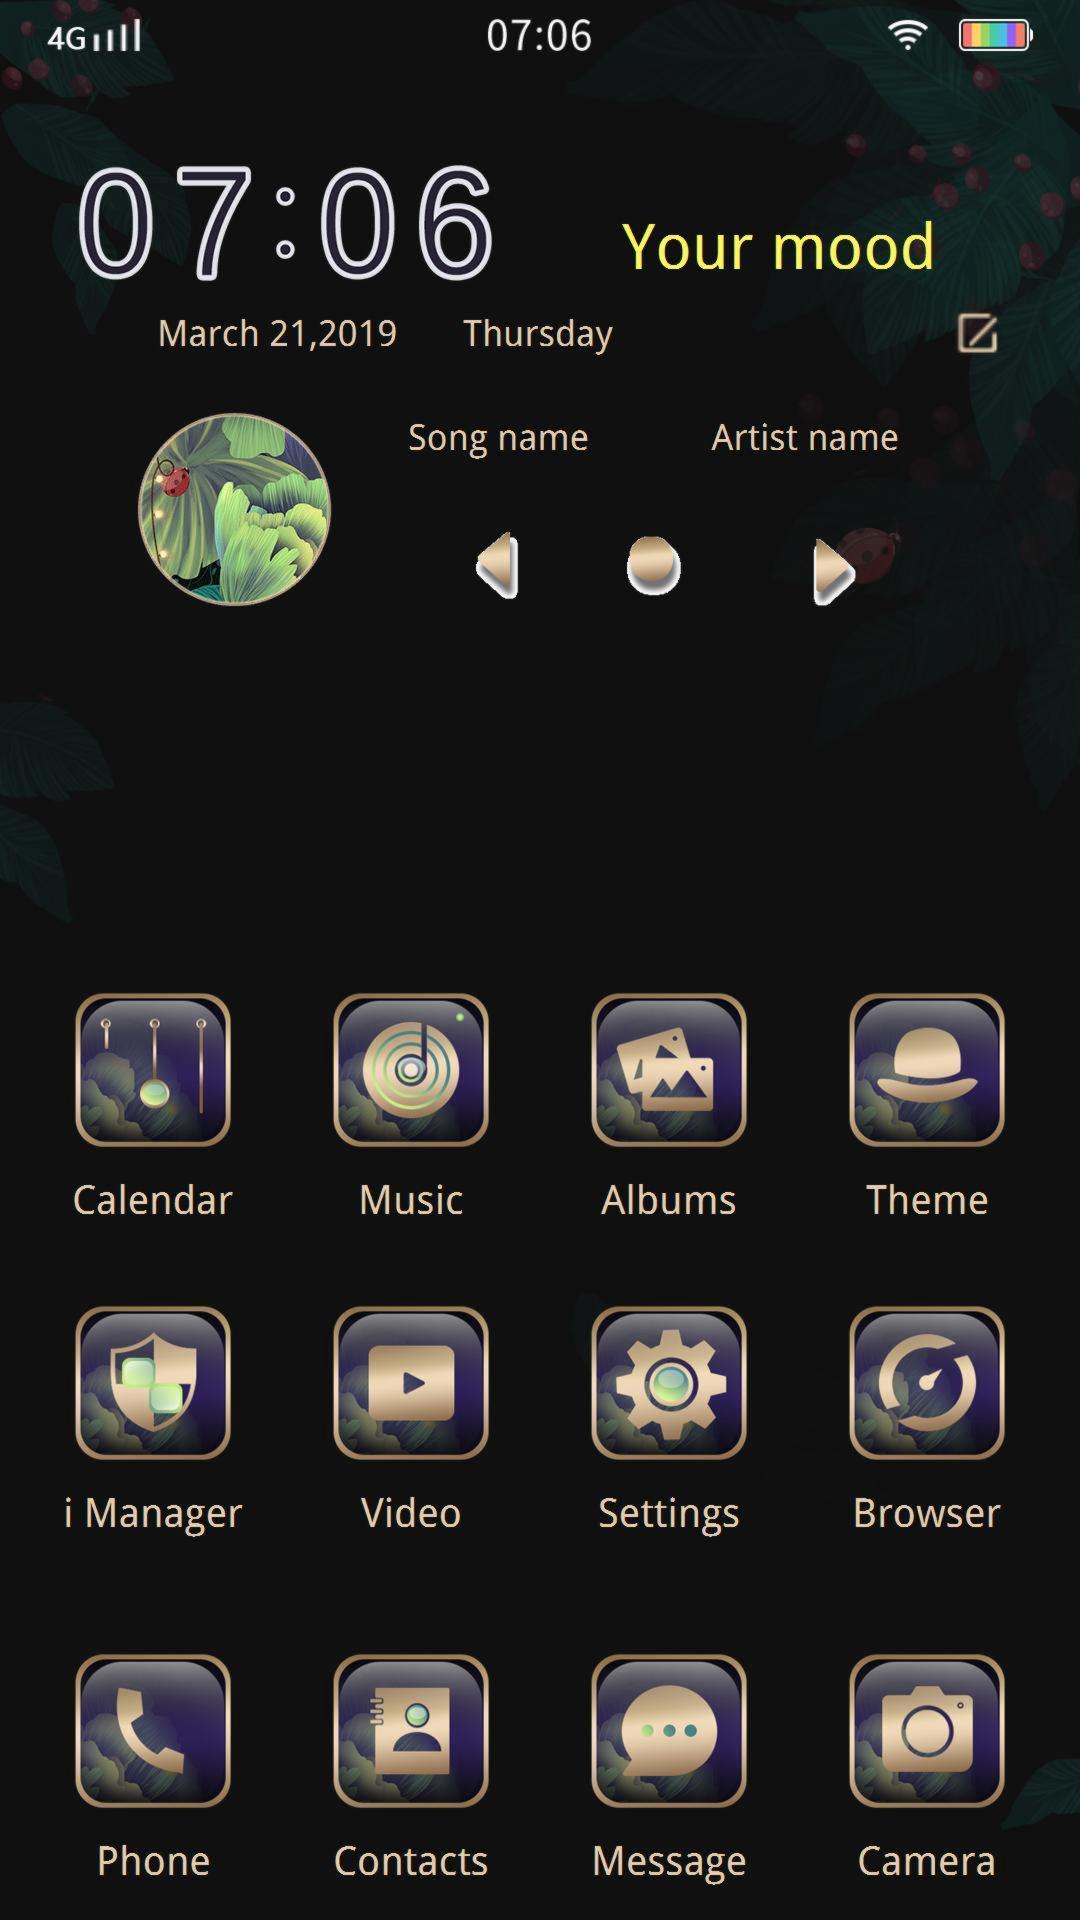 4G 07:06
07:06
Your mood
March 21,2019 Thursday
Song name Artist name
Calendar Music Albums Theme
i Manager Video Settings Browser
Phone Contacts Message Camera